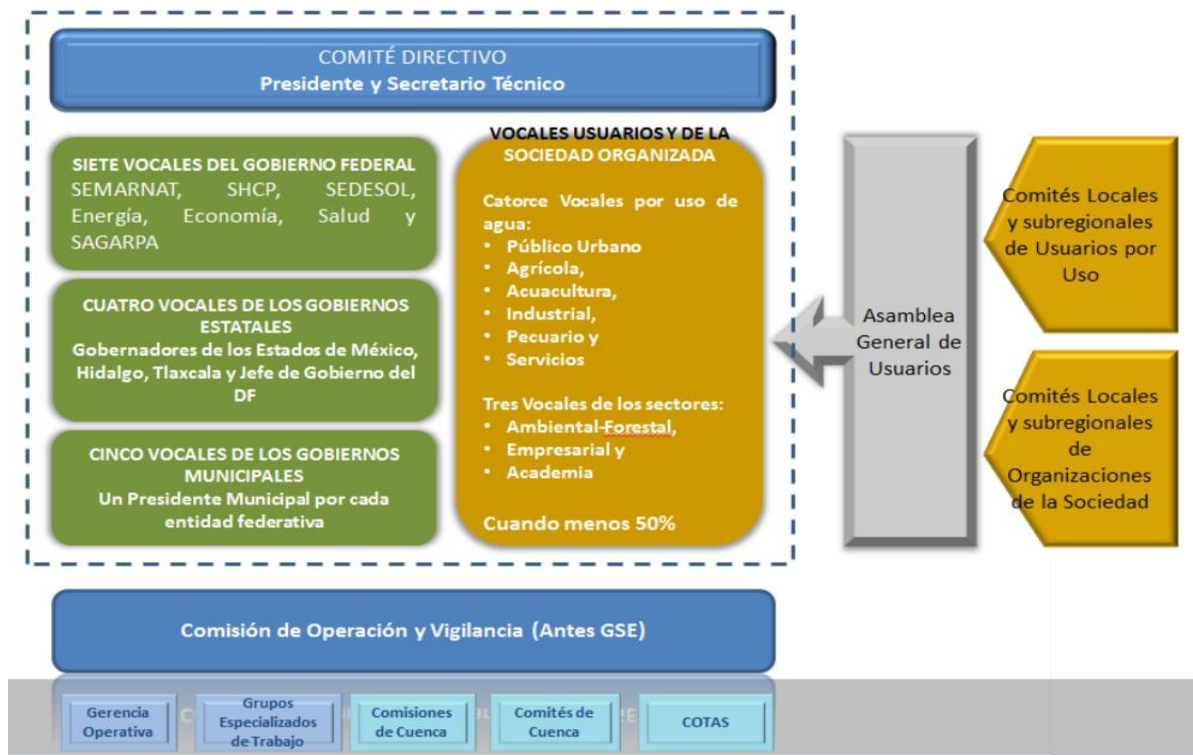 COMITÉ DIRECTIVO
Presidente y Secretario Técnico
SIETE VOCALES DEL GOBIERNO FEDERAL
SEMARNAT, SHCP, SEDESOL,
Energía, Economía, Salud y
SAGARPA
CUATRO VOCALES DE LOS GOBIERNOS
ESTATALES
Gobernadores de los Estados de México,
Hidalgo, Tlaxcala y Jefe de Gobierno del
DF
CINCO VOCALES DE LOS GOBIERNOS
MUNICIPALES
Un Presidente Municipal por cada
entidad federativa
VOCALES USUARIOS Y DE LA
SOCIEDAD ORGANIZADA
Catorce Vocales por uso de
agua:
• Público Urbano
• Agrícola,
• Acuacultura,
• Industrial,
• Pecuario y
• Servicios
Tres Vocales de los sectores:
• Ambiental-Forestal,
• Empresarial y
• Academia
Cuando menos 50%
Asamblea
General de
Usuarios
Comités Locales
y subregionales
de Usuarios por
Uso
Comités Locales
y subregionales
de
Organizaciones
de la Sociedad
Comisión de Operación y Vigilancia (Antes GSE)
Gerencia
Operativa
Grupos
Especializados
de Trabajo
Comisiones
de Cuenca
Comités de
Cuenca
COTAS